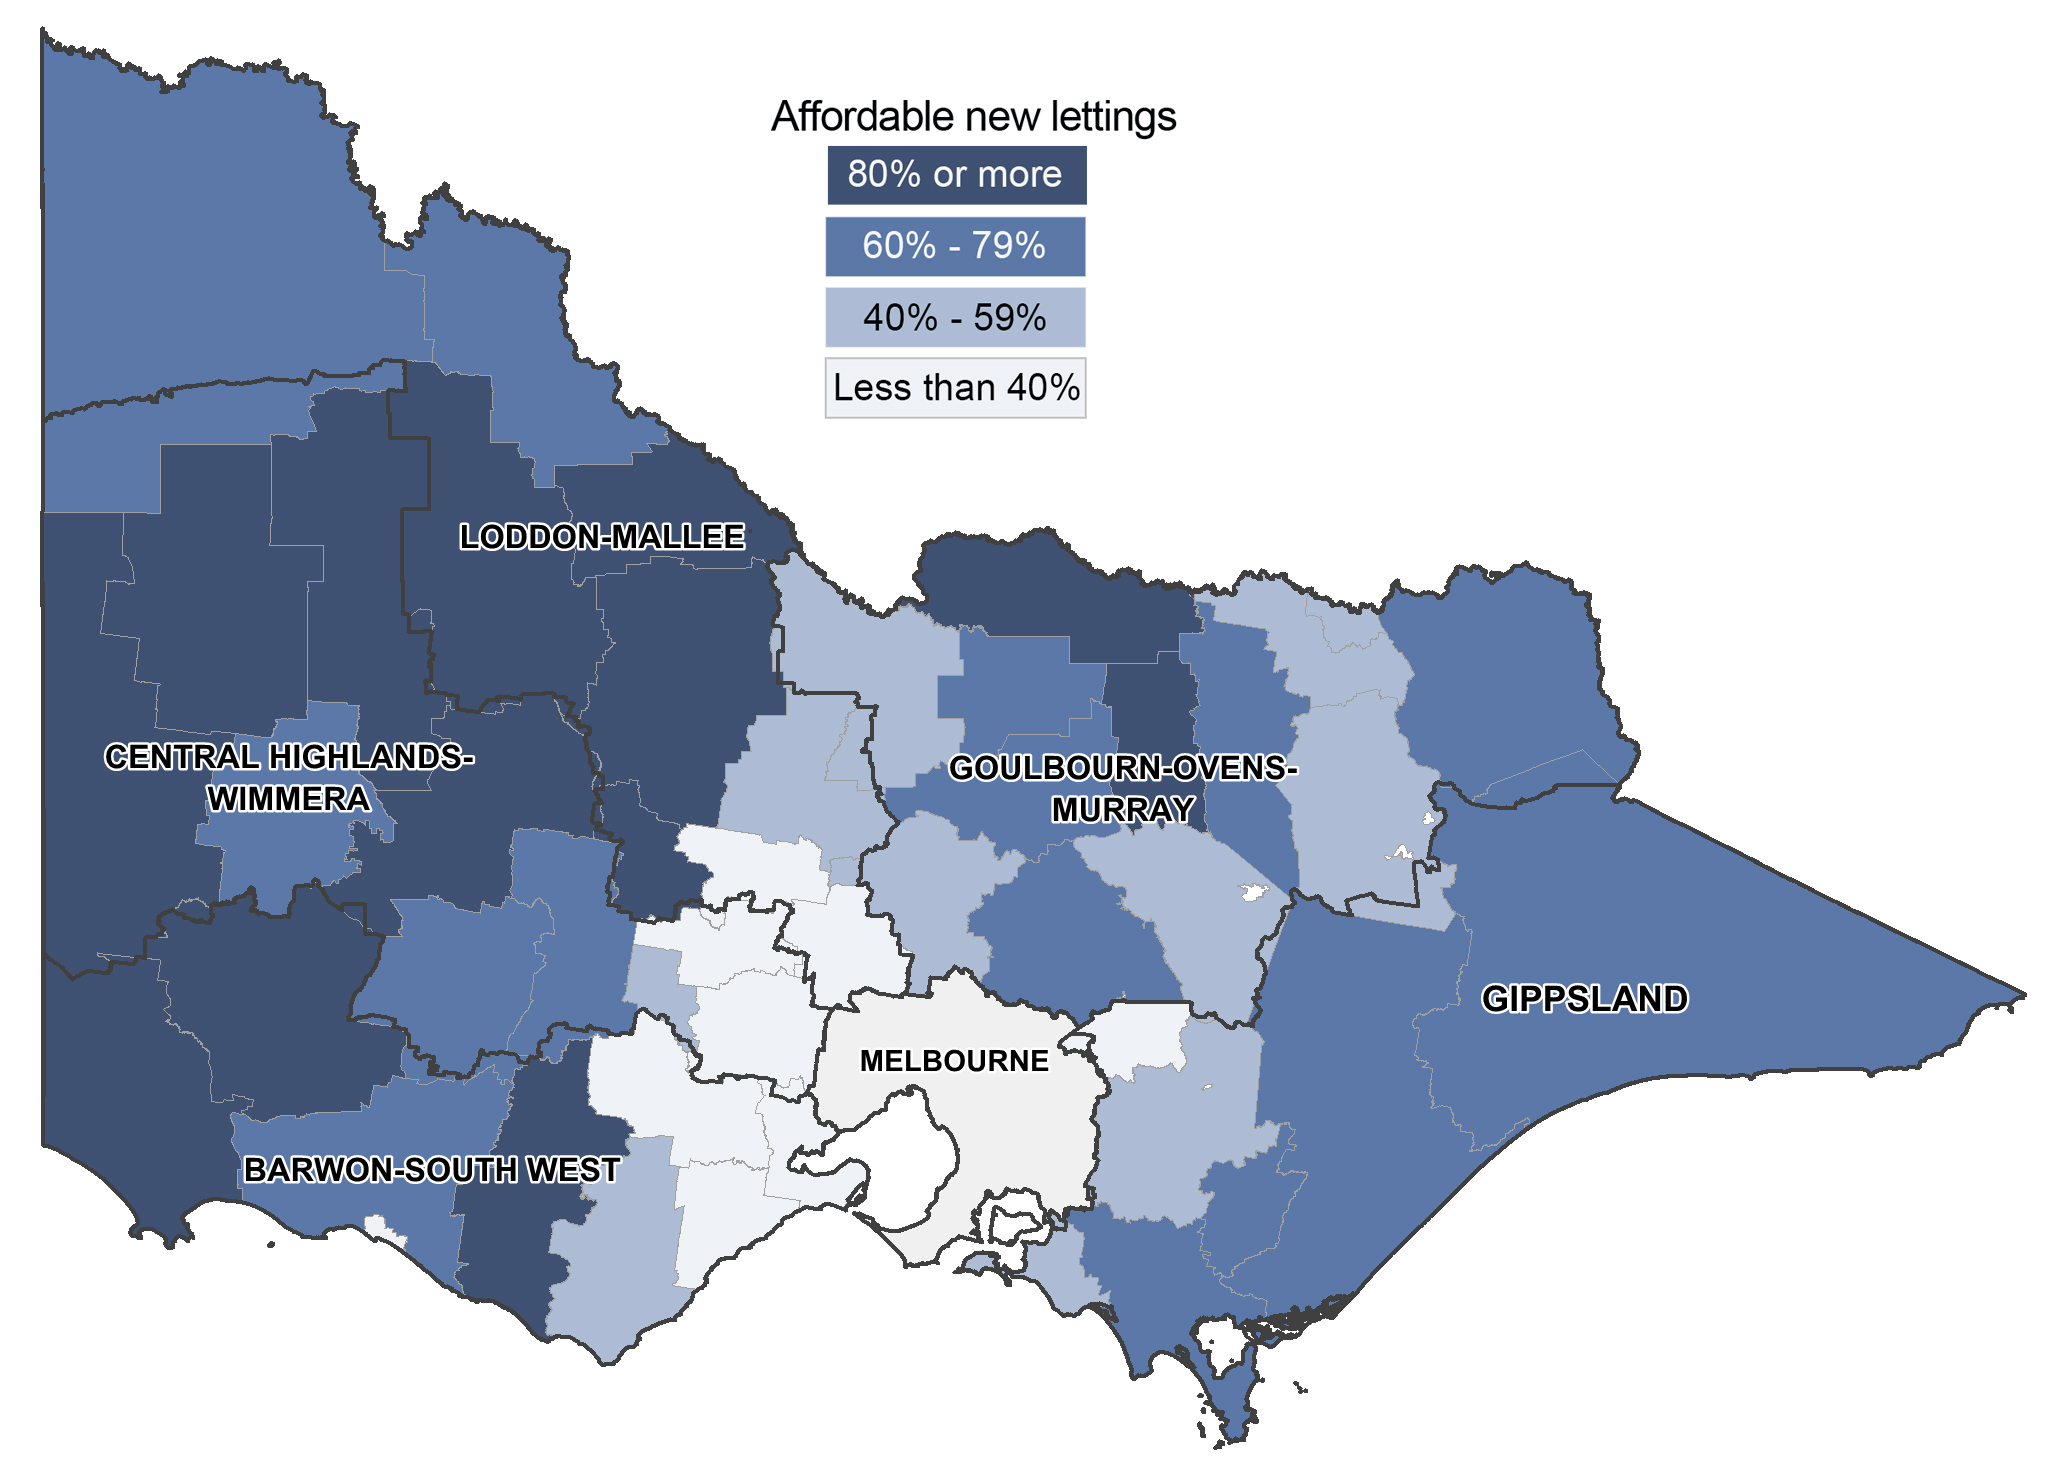 Affordable new lettings
80% or more
60% - 79%
40% - 59%
Less than 40%
LODDON-MALLEE
CENTRAL HIGHLANDS-
WIMMERA
GOULBOURN-OVENS-
MURRAY
GIPPSLAND
MELBOURNE
BARWON-SOUTH WEST